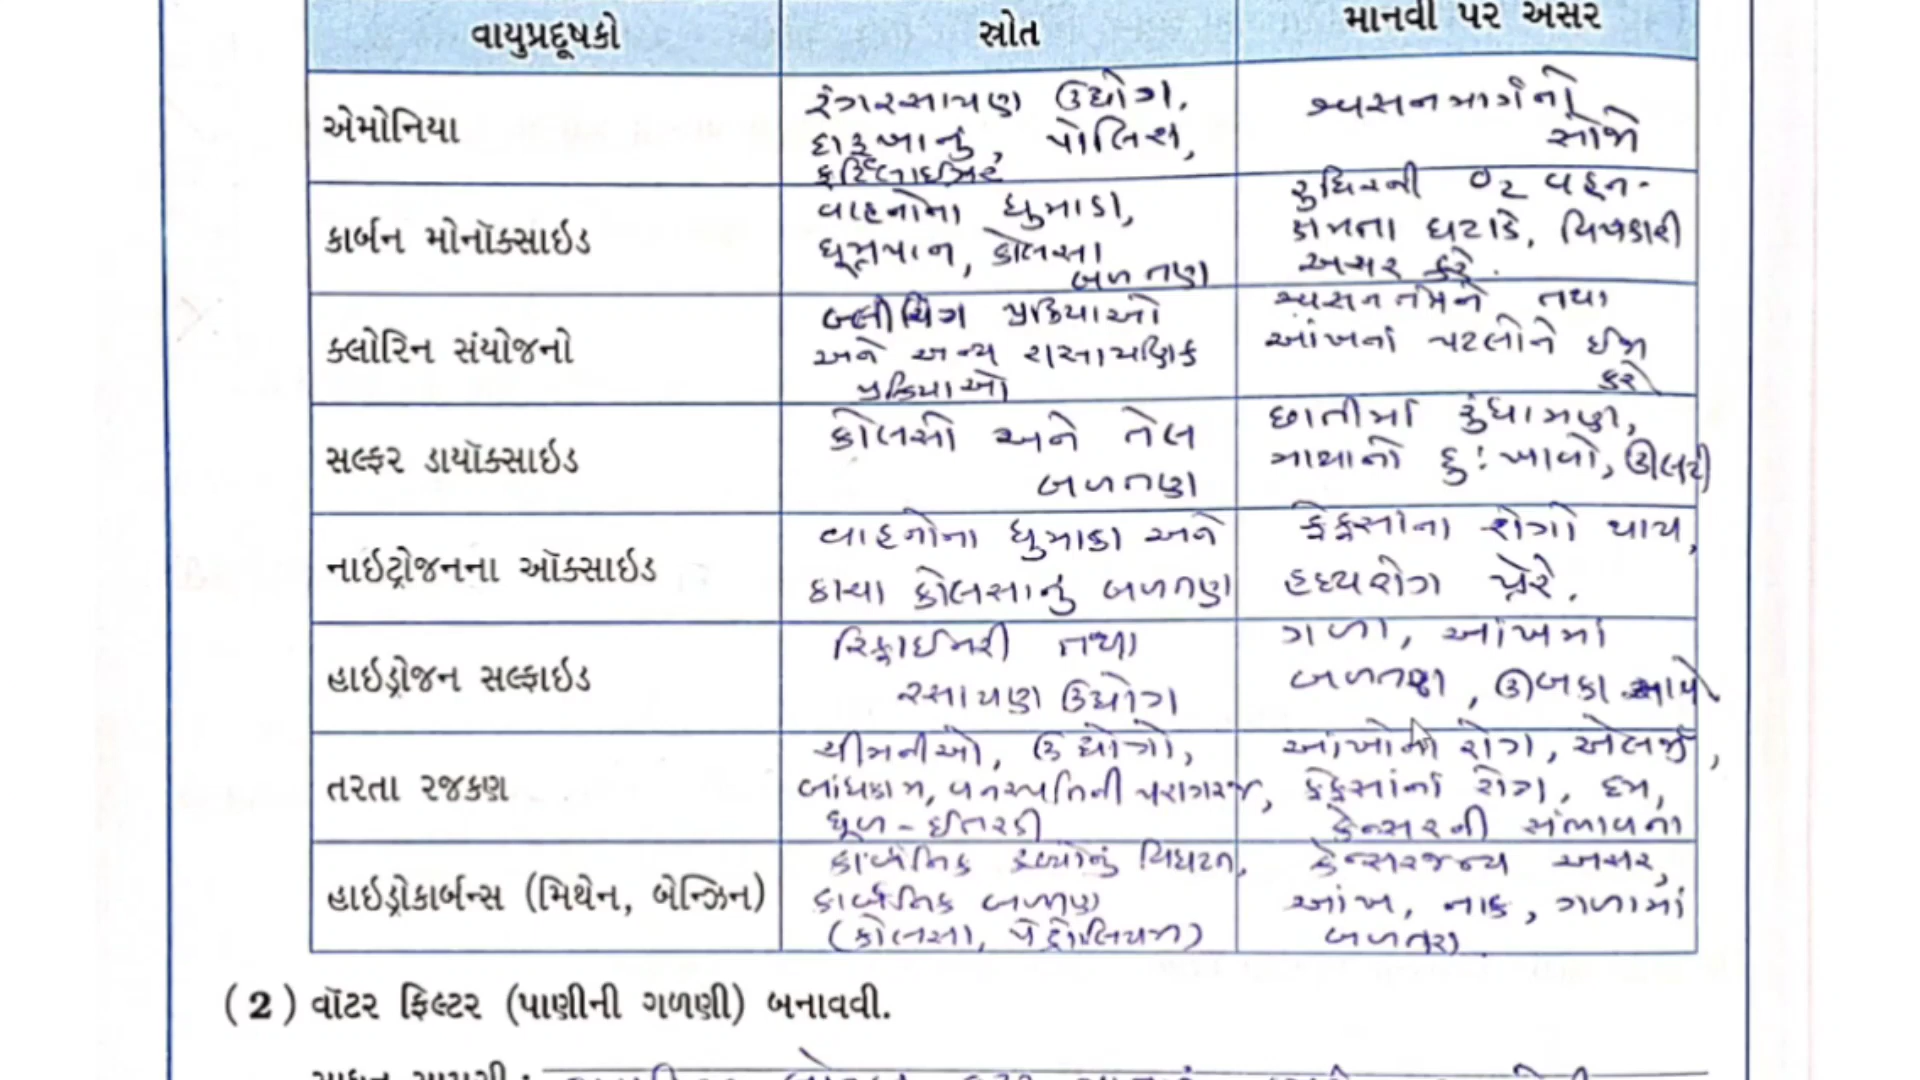 વાયુપ્રદૂષકો સ્રોત માનવી પર અસર
એમોનિયા
રંગરસાયણ ઉદ્યોગ,
દારૂખાનું, પોલિશ,
ફર્ટિલાઈઝર
શ્વસનમાર્ગનો
સોજો
કાર્બન મોનૉક્સાઇડ
વાહનોના ધુમાડા,
ધૂમ્રપાન, કોલસા
બળતણ
રુધિરની O2 વહન-
ક્ષમતા ઘટાડે, વિષકારી
અસર કરે.
ક્લોરિન સંયોજનો
બ્લીચિંગ પ્રક્રિયાઓ
અને અન્ય રાસાયણિક
પ્રક્રિયાઓ
શ્વસનતંત્રને તથા
આંખનાં પટલોને ઈજા
કરે
સલ્ફર ડાયૉક્સાઇડ
કોલસો અને તેલ
બળતણ
છાતીમાં રુંધામણ,
માથાનો દુઃખાવો, ઊલટી
નાઇટ્રોજનના ઑક્સાઇડ
વાહનોના ધુમાડા અને
કાચા કોલસાનું બળતણ
ફેફસાંના રોગો થાય,
હૃદયરોગ પ્રેરે.
હાઇડ્રોજન સલ્ફાઇડ
રિફાઈનરી તથા
રસાયણ ઉદ્યોગ
ગળા, આંખમાં
ઊબકા આવે
તરતા રજકણ
ચીમનીઓ, ઉદ્યોગો,
બાંધકામ, વનસ્પતિની પરાગરજ,
ધૂળ - ઈતરડી
આંખોનો રોગ, એલર્જી,
ફેફસાંનાં રોગ, દમ,
કેન્સરની સંભાવના
હાઇડ્રોકાર્બન્સ (મિથેન, બેન્ઝિન)
કાર્બનિક દ્રવ્યોનું વિઘટન,
કાર્બનિક બળતણ
(કોલસા, પેટ્રોલિયમ)
કેન્સરજન્ય અસર,
આંખ, નાક, ગળામાં
બળતરા
(2) વૉટર ફિલ્ટર (પાણીની ગળણી) બનાવવી.